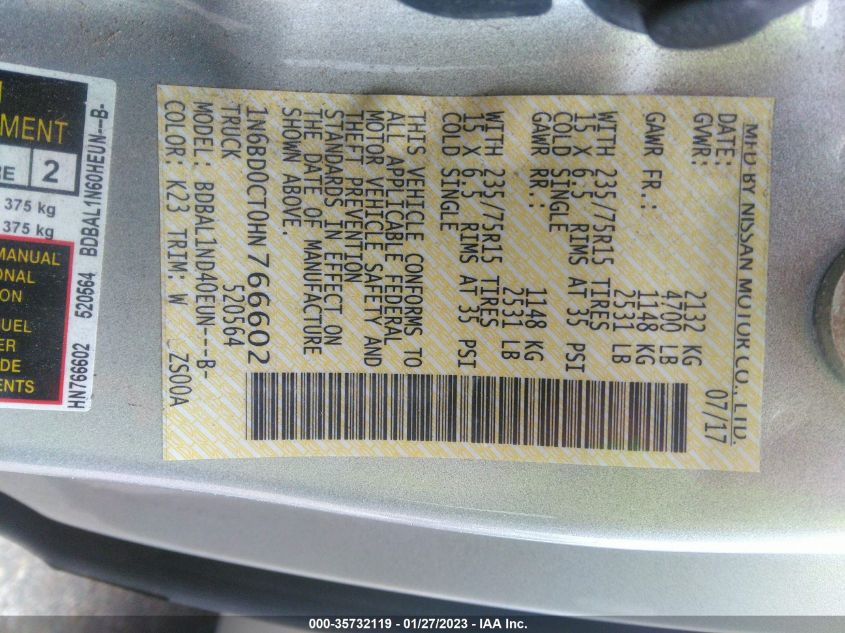 MFD BY NISSAN MOTOR CO., LTD.
DATE: 07/17
GVWR: 2132 KG
4700 LB
GAWR FR.: 1148 KG
2531 LB
WITH 235/75R15 TIRES
15 X 6.5 RIMS AT 35 PSI
COLD SINGLE
GAWR RR.: 1148 KG
2531 LB
WITH 235/75R15 TIRES
15 X 6.5 RIMS AT 35 PSI
COLD SINGLE
THIS VEHICLE CONFORMS TO
ALL APPLICABLE FEDERAL
MOTOR VEHICLE SAFETY AND
THEFT PREVENTION
STANDARDS IN EFFECT ON
THE DATE OF MANUFACTURE
SHOWN ABOVE.
1N6BD0CT0HN766602
TRUCK 520564
MODEL: BDBAL1ND40EUN---B-
COLOR: K23 TRIM: W ZS00A
MENT
RE 2
375 kg
375 kg
MANUAL
ONAL
ION
UEL
ER
DE
ENTS
HN766602 520564 BDBAL1N60HEUN---B-
000-35732119 - 01/27/2023 - IAA Inc.